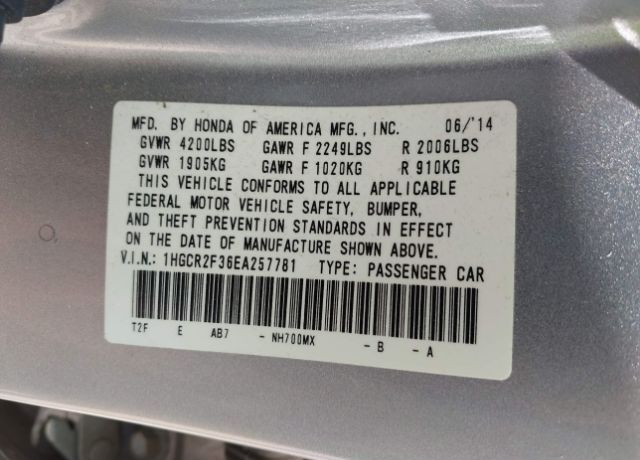 MFD. BY HONDA OF AMERICA MFG., INC. 06/'14
GVWR 4200LBS GAWR F 2249LBS R 2006LBS
GVWR 1905KG GAWR F 1020KG R 910KG
THIS VEHICLE CONFORMS TO ALL APPLICABLE
FEDERAL MOTOR VEHICLE SAFETY, BUMPER,
AND THEFT PREVENTION STANDARDS IN EFFECT
ON THE DATE OF MANUFACTURE SHOWN ABOVE.
V.I.N.: 1HGCR2F36EA257781 TYPE: PASSENGER CAR
T2F E AB7 - NH700MX - B - A